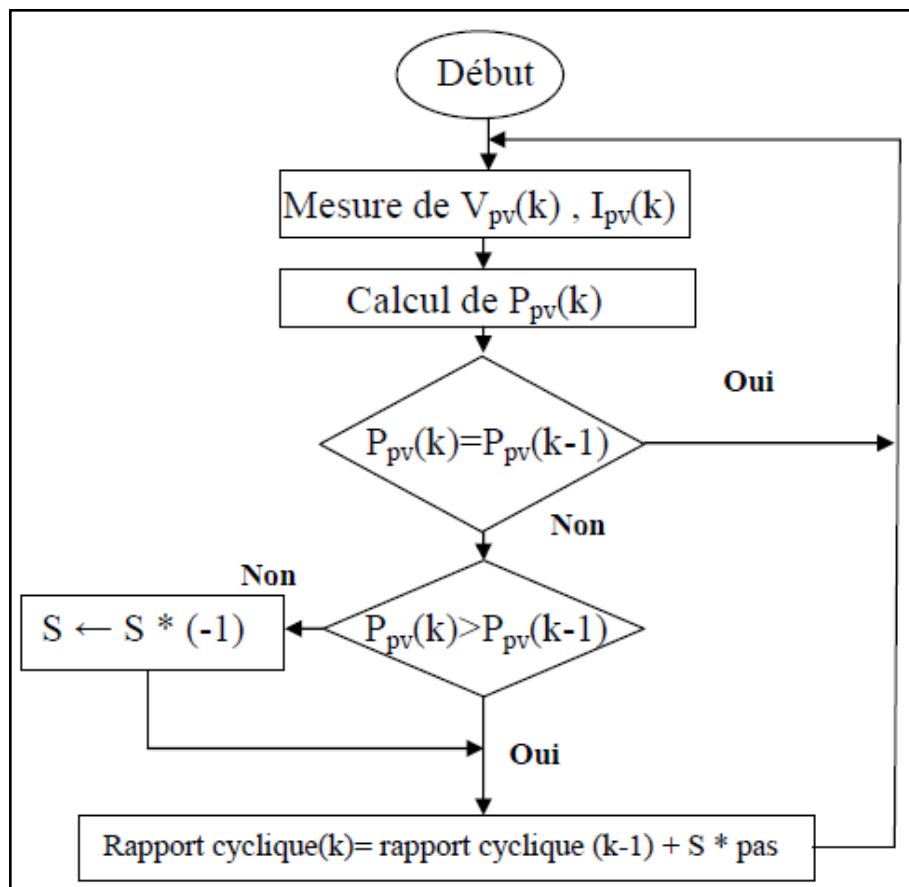 Début
Mesure de Vpv(k) , Ipv(k)
Calcul de Ppv(k)
Oui
Ppv(k)=Ppv(k-1)
Non
Non
S ← S * (-1)
Ppv(k)>Ppv(k-1)
Oui
Rapport cyclique(k)= rapport cyclique (k-1) + S * pas